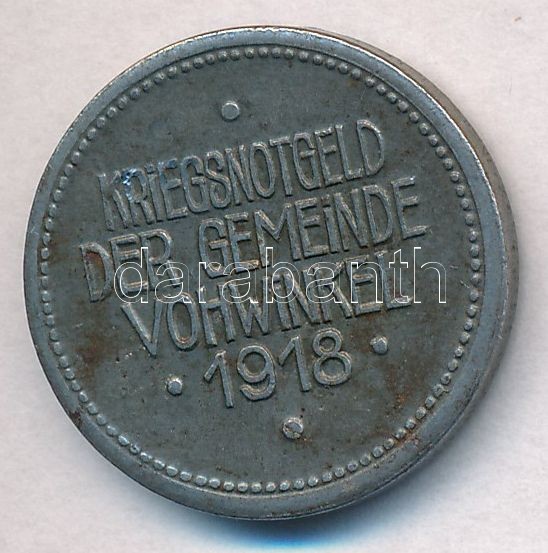 KRIEGSNOTGELD
DER GEMEINDE
VOHWINKEL
• 1918 •
darabanth